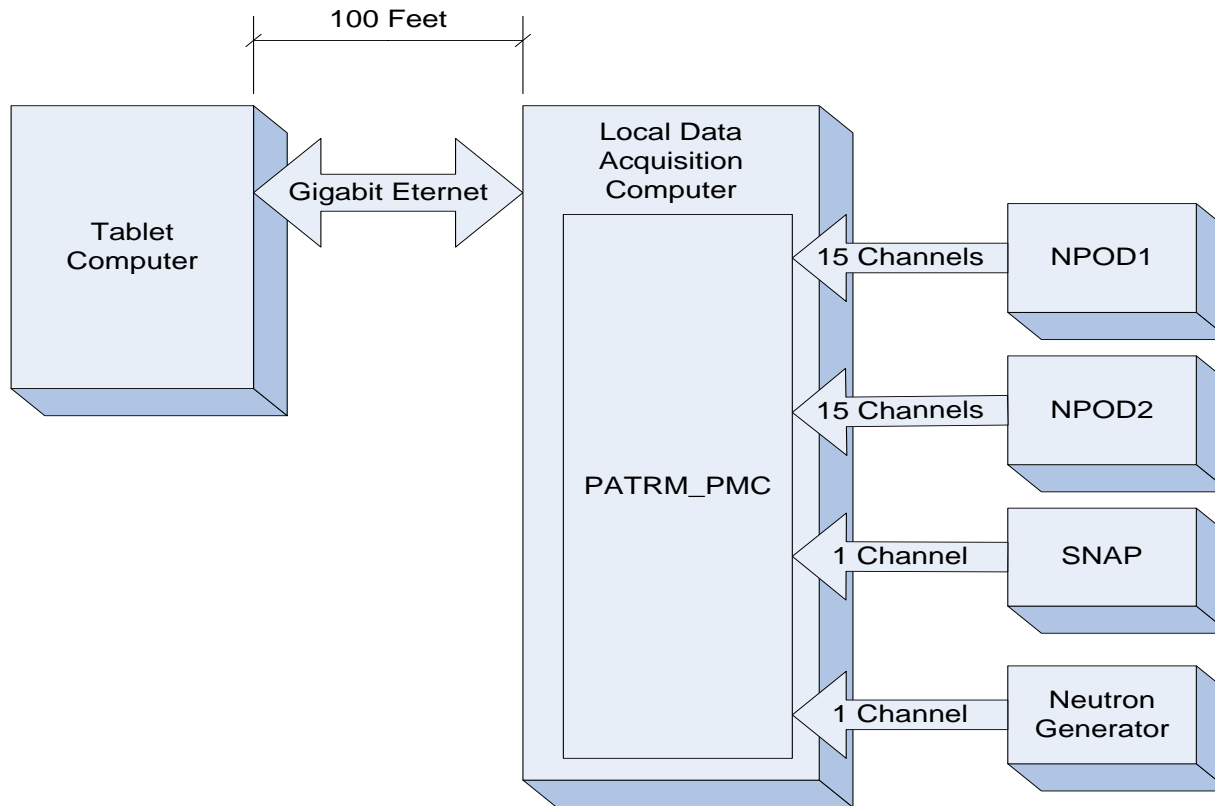 100 Feet
Local Data
Acquisition
Computer
Gigabit Eternet
Tablet
Computer
15 Channels
NPOD1
15 Channels
NPOD2
PATRM_PMC
1 Channel
SNAP
1 Channel
Neutron
Generator